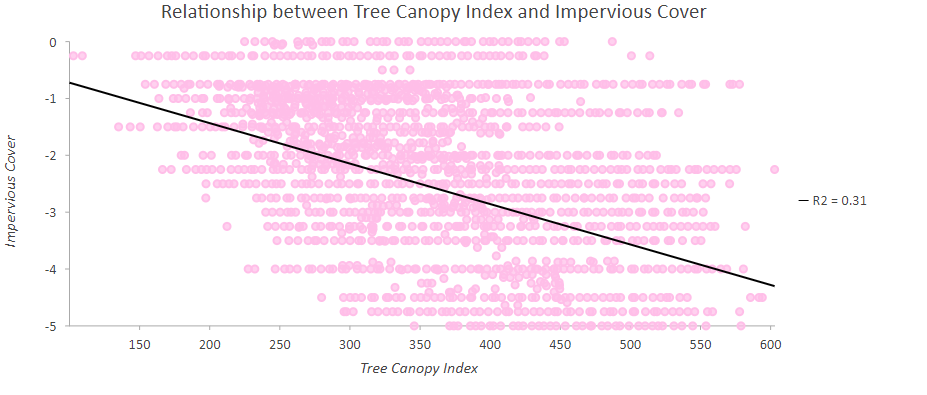 Relationship between Tree Canopy Index and Impervious Cover
0
-1
-2
-3
-4
-5
Impervious Cover
150 200 250 300 350 400 450 500 550 600
Tree Canopy Index
R2 = 0.31